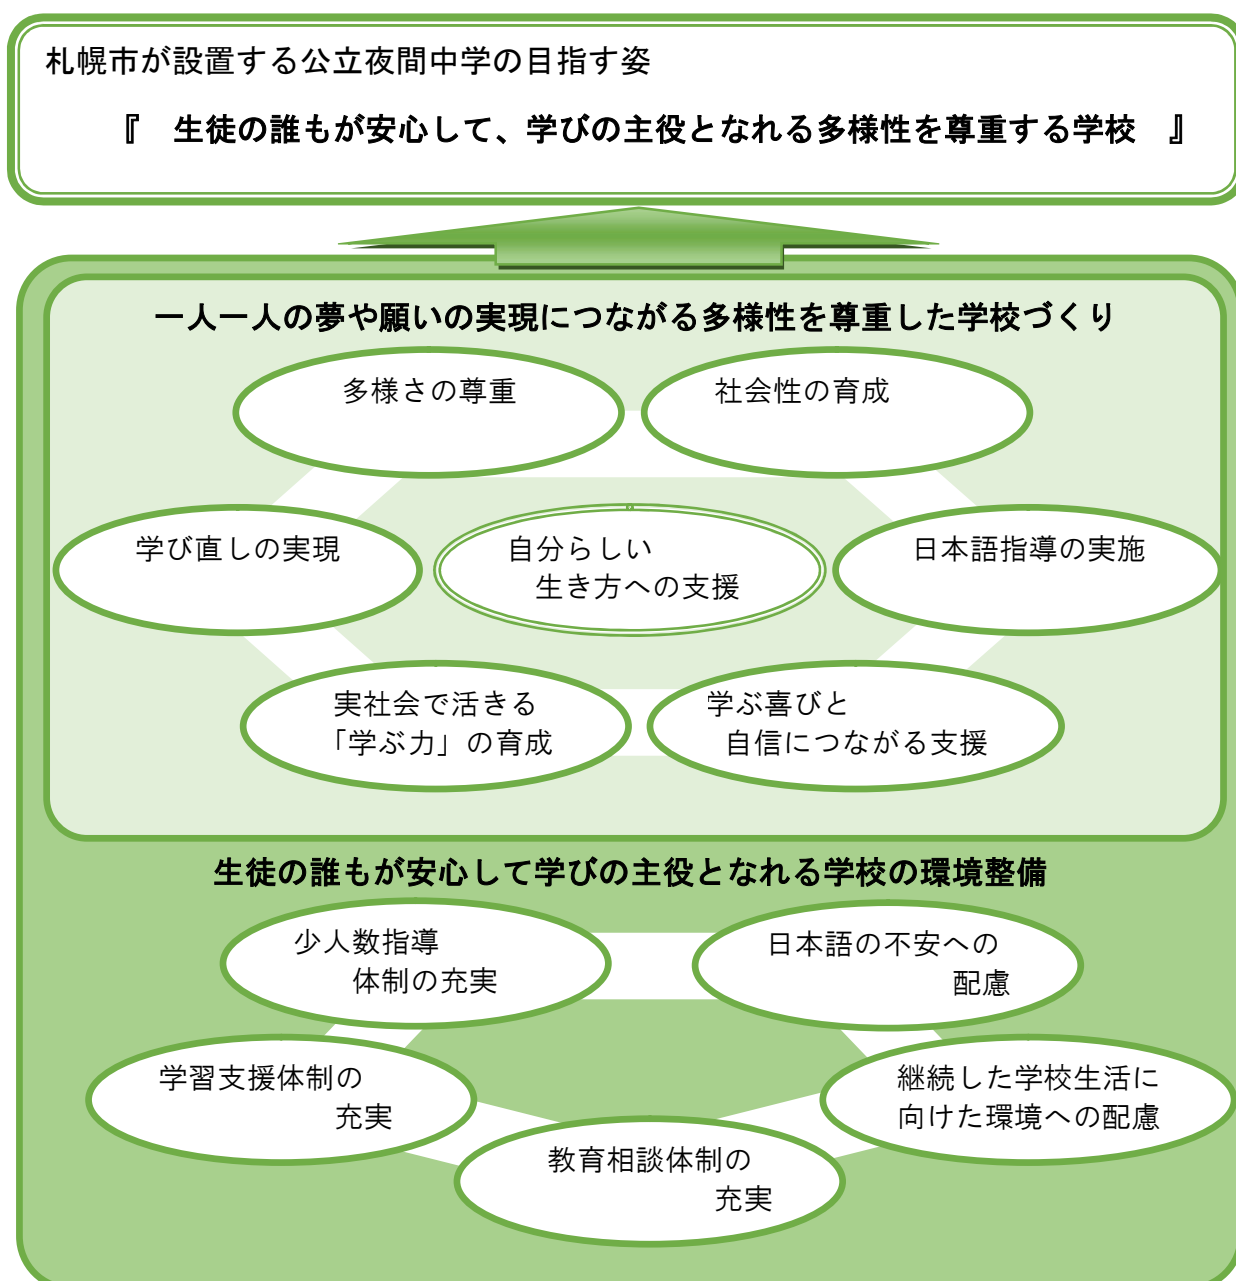 札幌市が設置する公立夜間中学の目指す姿
『　生徒の誰もが安心して、学びの主役となれる多様性を尊重する学校　』
一人一人の夢や願いの実現につながる多様性を尊重した学校づくり
多様さの尊重
社会性の育成
学び直しの実現
自分らしい
生き方への支援
日本語指導の実施
実社会で活きる
「学ぶ力」の育成
学ぶ喜びと
自信につながる支援
生徒の誰もが安心して学びの主役となれる学校の環境整備
少人数指導
体制の充実
日本語の不安への
配慮
学習支援体制の
充実
継続した学校生活に
向けた環境への配慮
教育相談体制の
充実